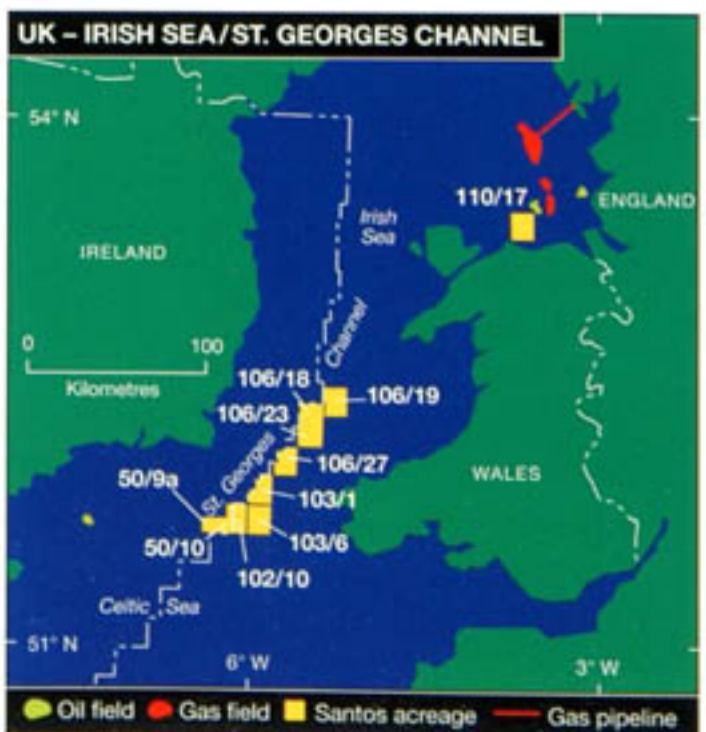 UK – IRISH SEA/ST. GEORGES CHANNEL
54° N
110/17
ENGLAND
Irish
Sea
IRELAND
0 100
Kilometres
Channel
106/18
106/19
106/23
St. Georges
106/27
WALES
50/9a
103/1
50/10
103/6
102/10
Celtic Sea
51° N
6° W
3° W
Oil field Gas field Santos acreage Gas pipeline